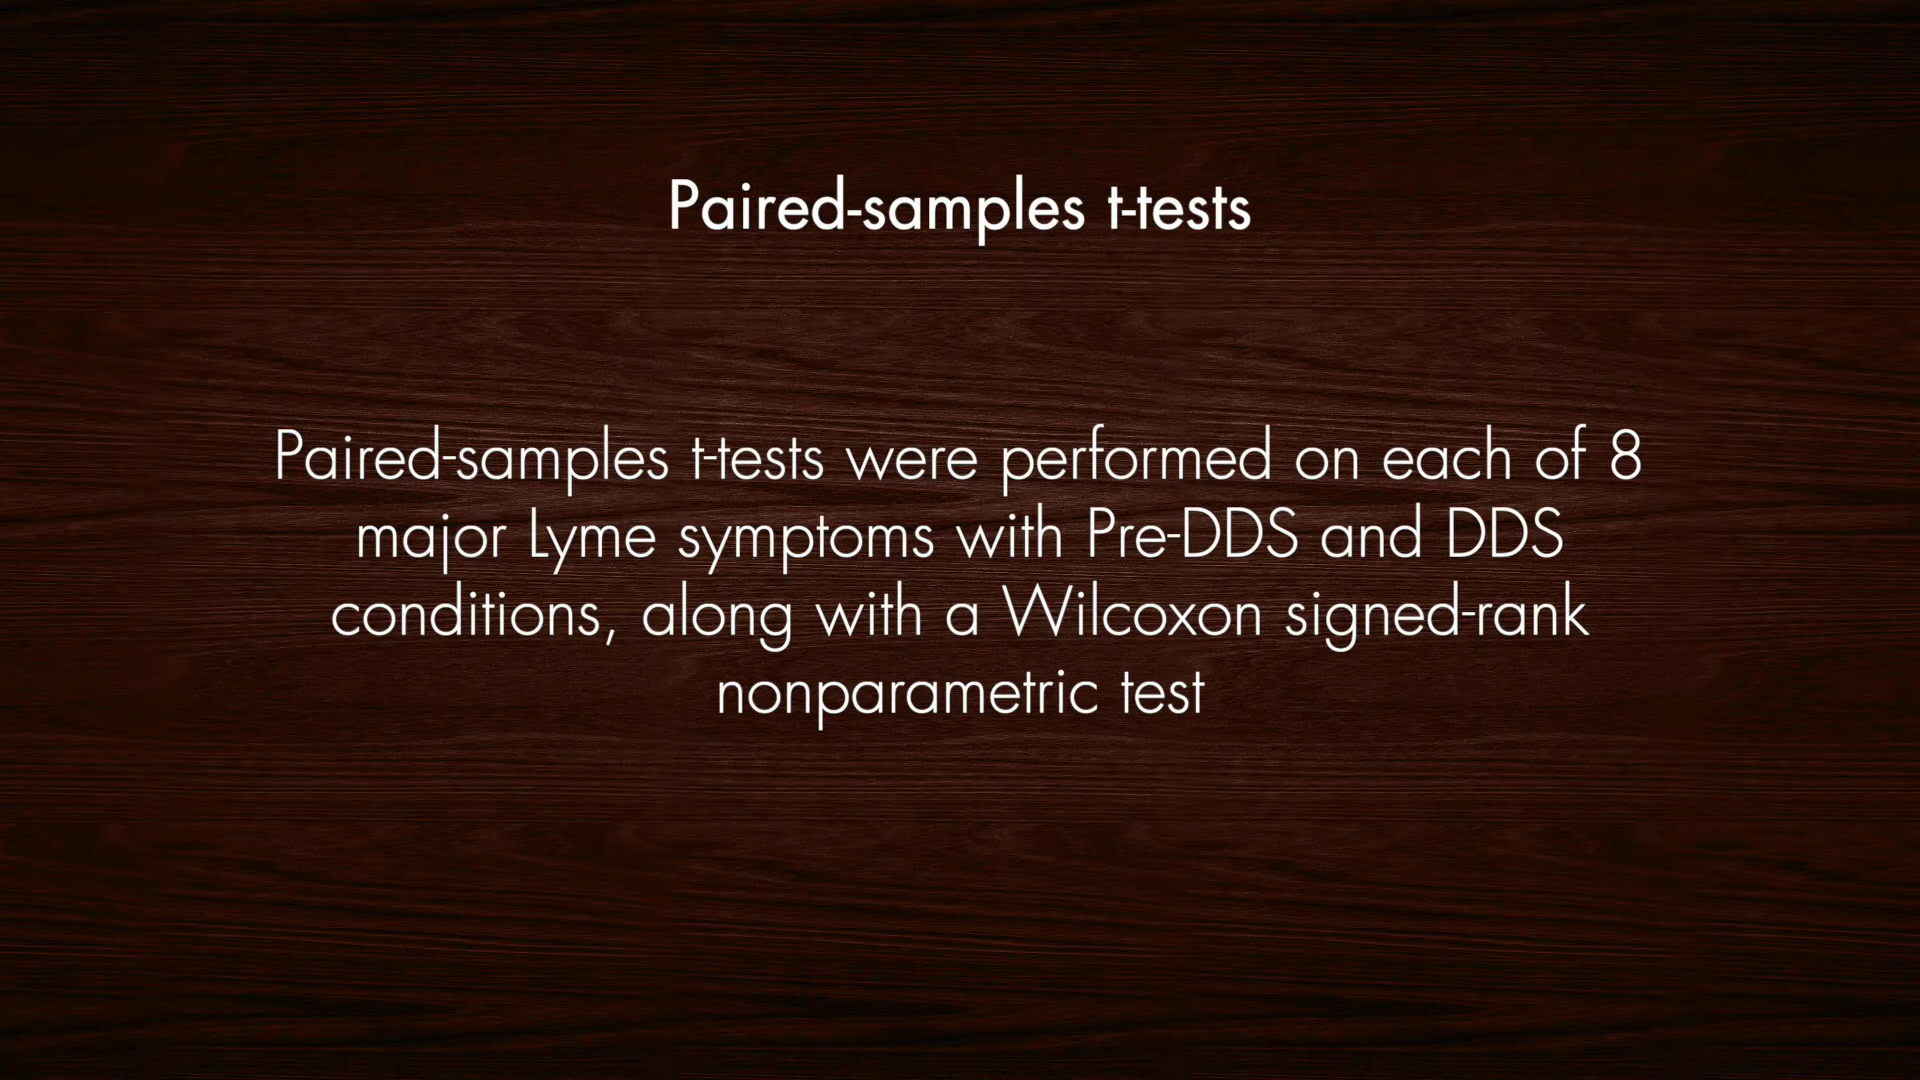 Paired-samples t-tests
Paired-samples t-tests were performed on each of 8
major Lyme symptoms with Pre-DDS and DDS
conditions, along with a Wilcoxon signed-rank
nonparametric test